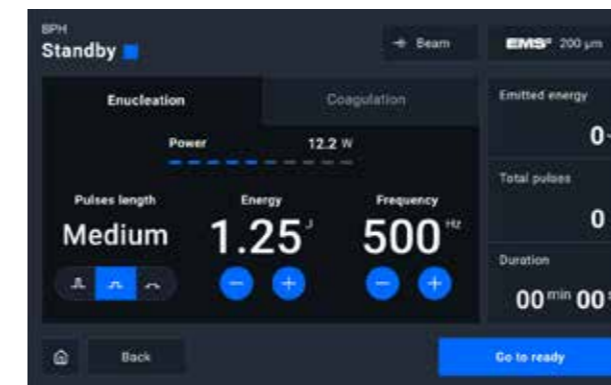 BPH
Standby
Beam
EMS 200 µm
Enucleation
Coagulation
Power 12.2 W
Pulses length
Medium
Energy
1.25 J
Frequency
500 Hz
Emitted energy
0
Total pulses
0
Duration
00 min 00
Back
Go to ready